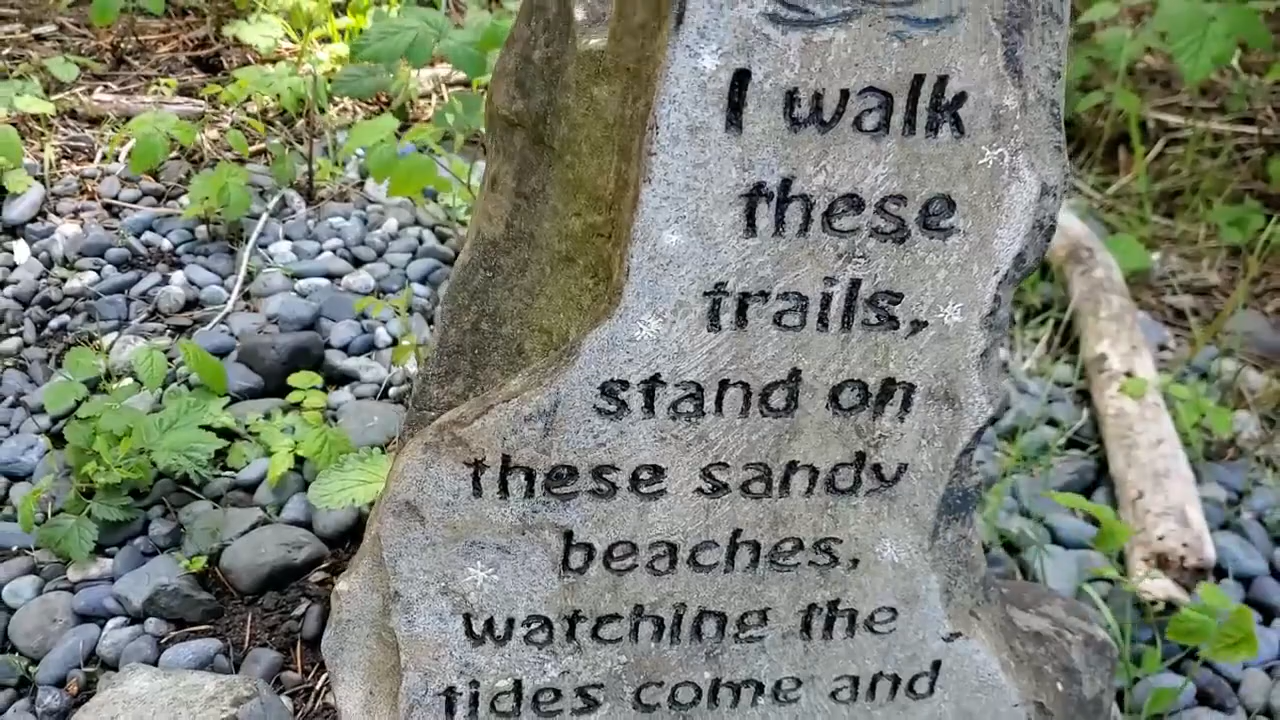 I walk
these
trails,
stand on
these sandy
beaches,
watching the
tides come and